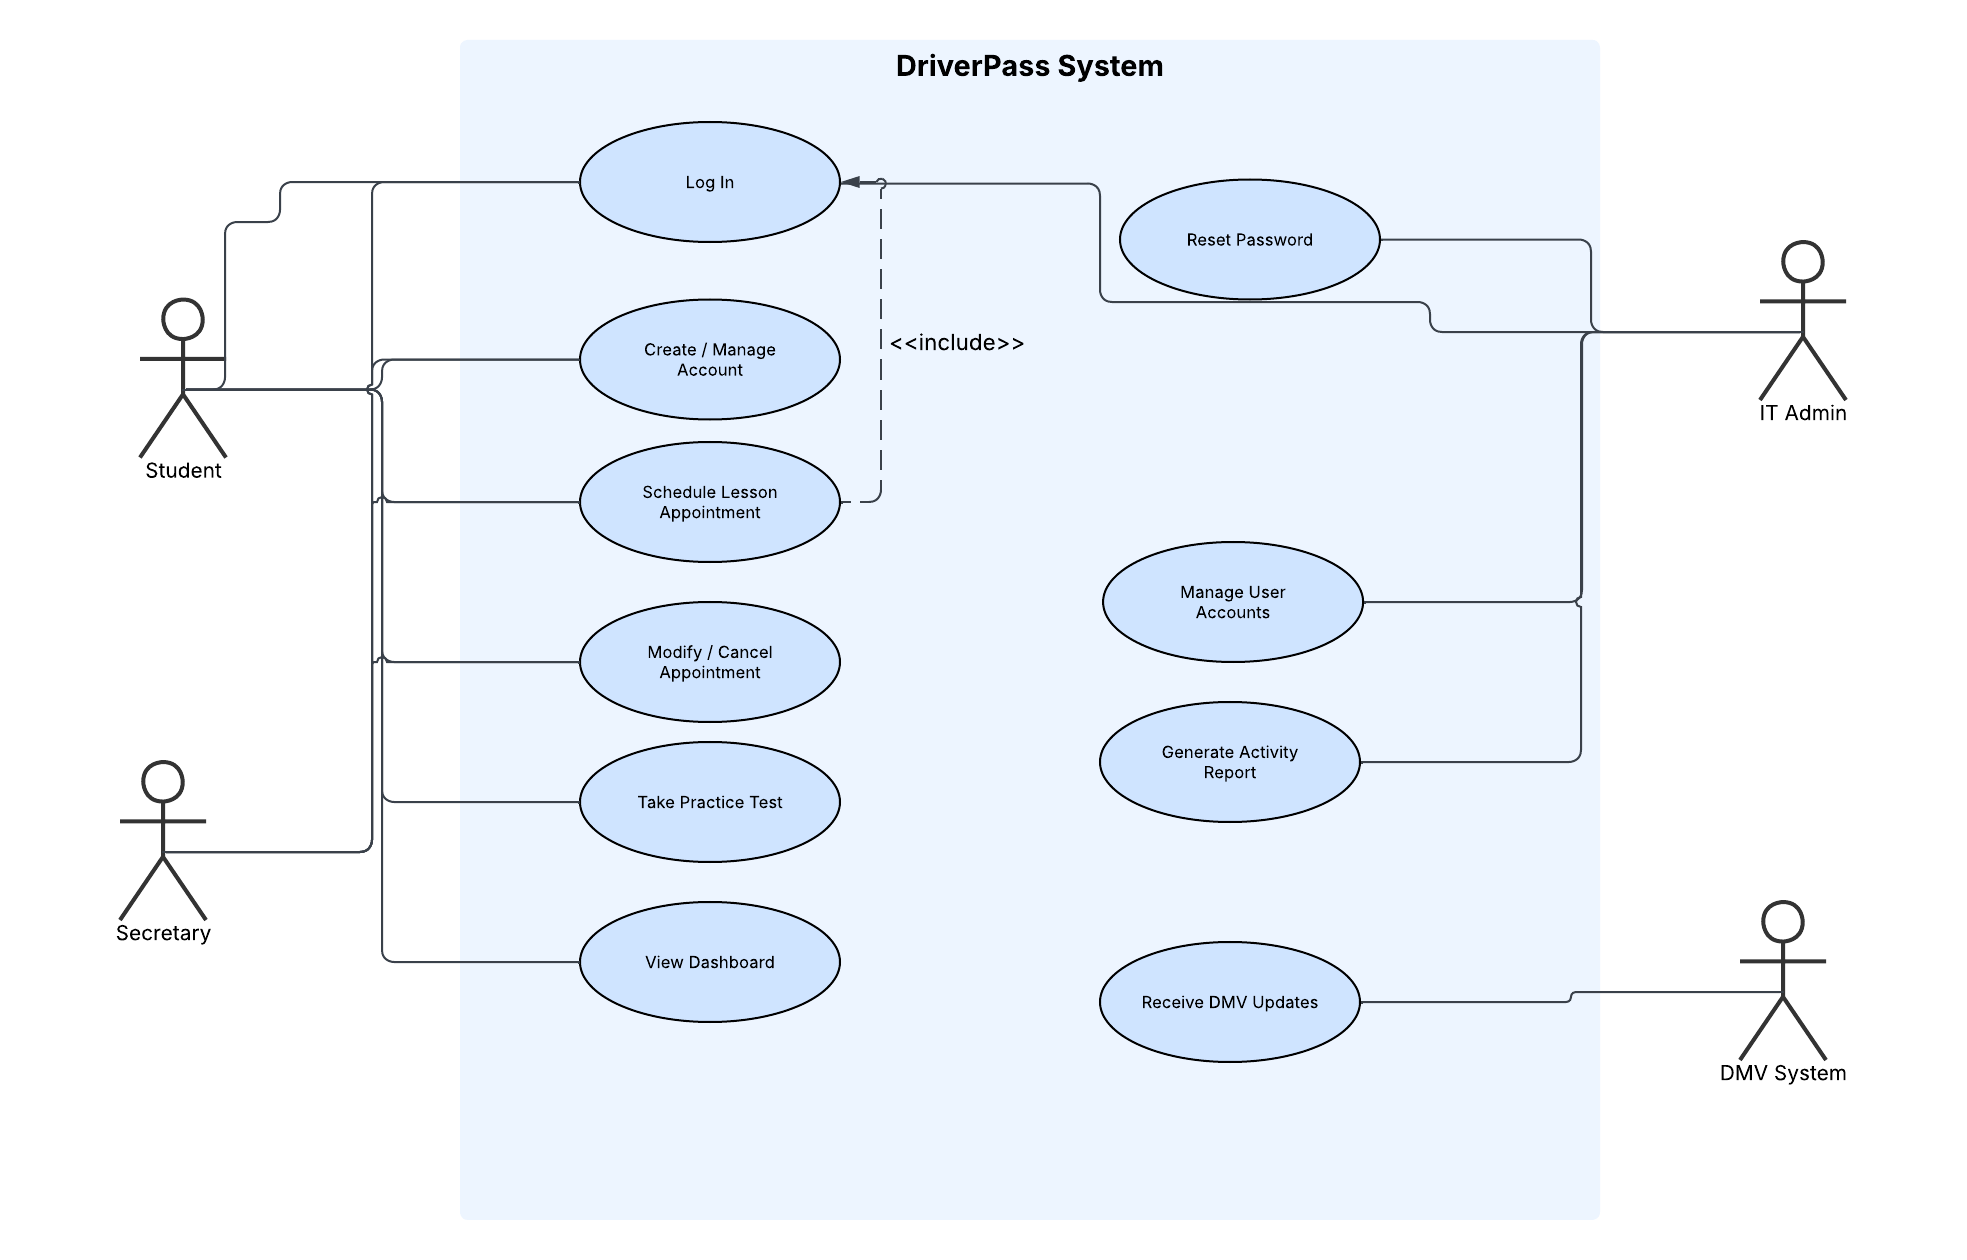 DriverPass System
Log In
Reset Password
<<include>>
Create / Manage
Account
IT Admin
Student
Schedule Lesson
Appointment
Manage User
Accounts
Modify / Cancel
Appointment
Generate Activity
Report
Take Practice Test
Secretary
View Dashboard
Receive DMV Updates
DMV System